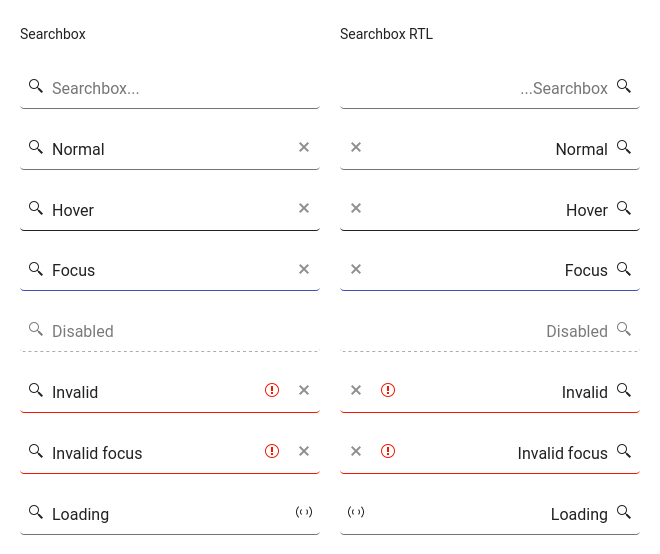 Searchbox
Searchbox RTL
Searchbox...
...Searchbox
Normal
Normal
Hover
Hover
Focus
Focus
Disabled
Disabled
Invalid
Invalid
Invalid focus
Invalid focus
Loading
Loading